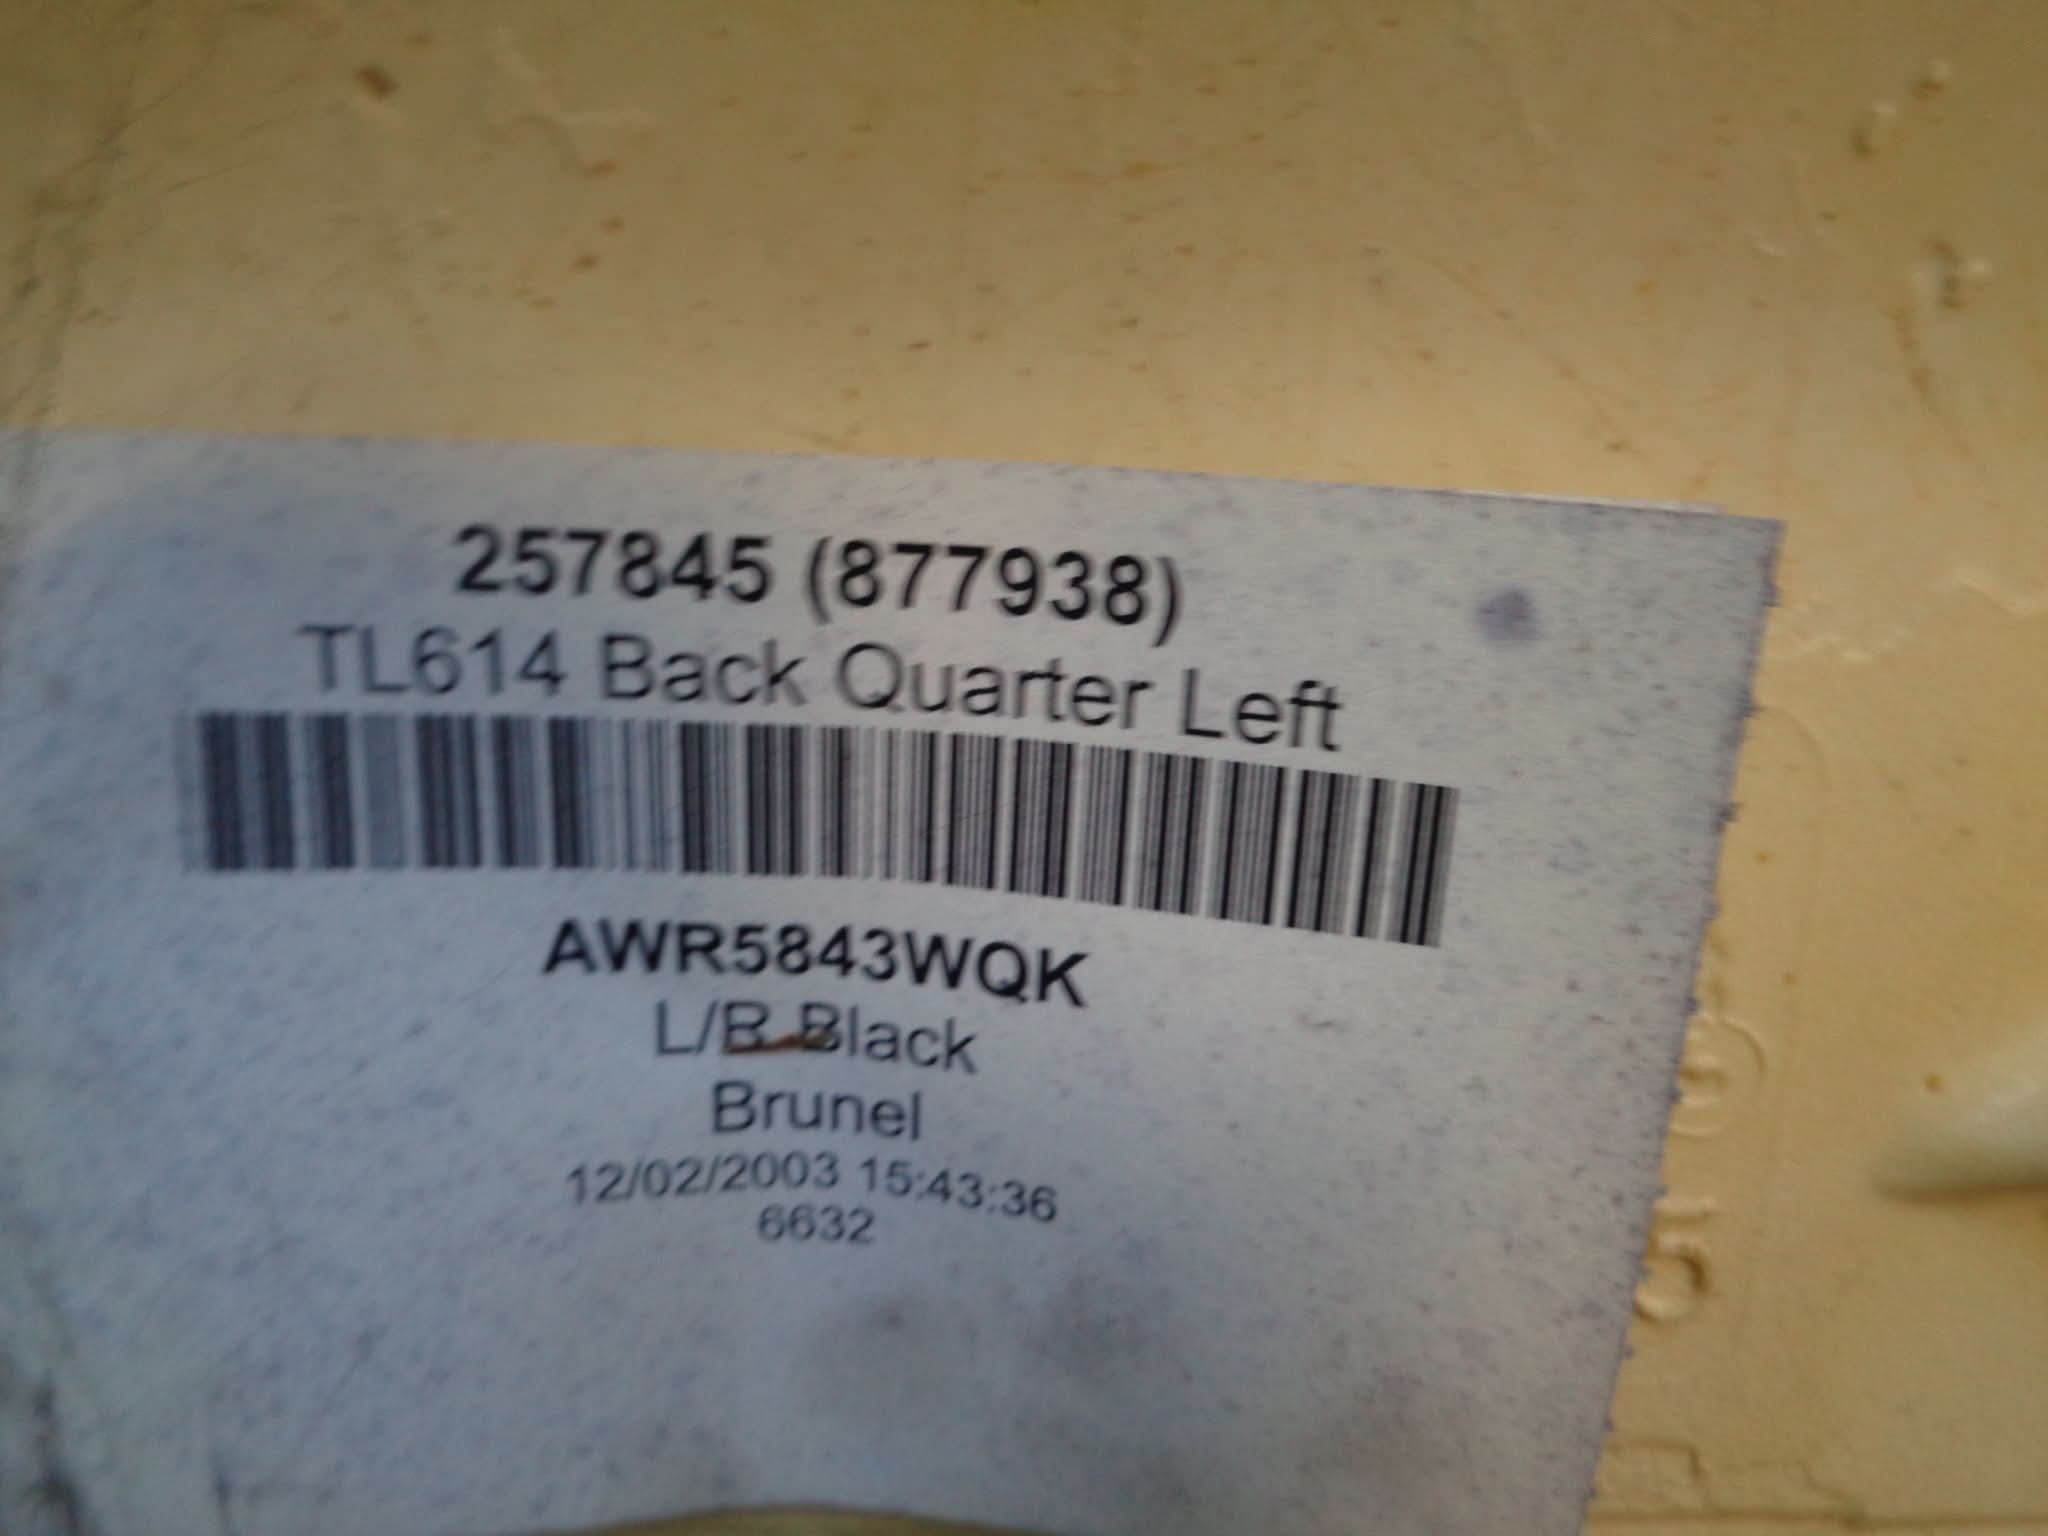 257845 (877938)
TL614 Back Quarter Left
AWR5843WQK
L/R Black
Brunel
12/02/2003 15:43:36
6632